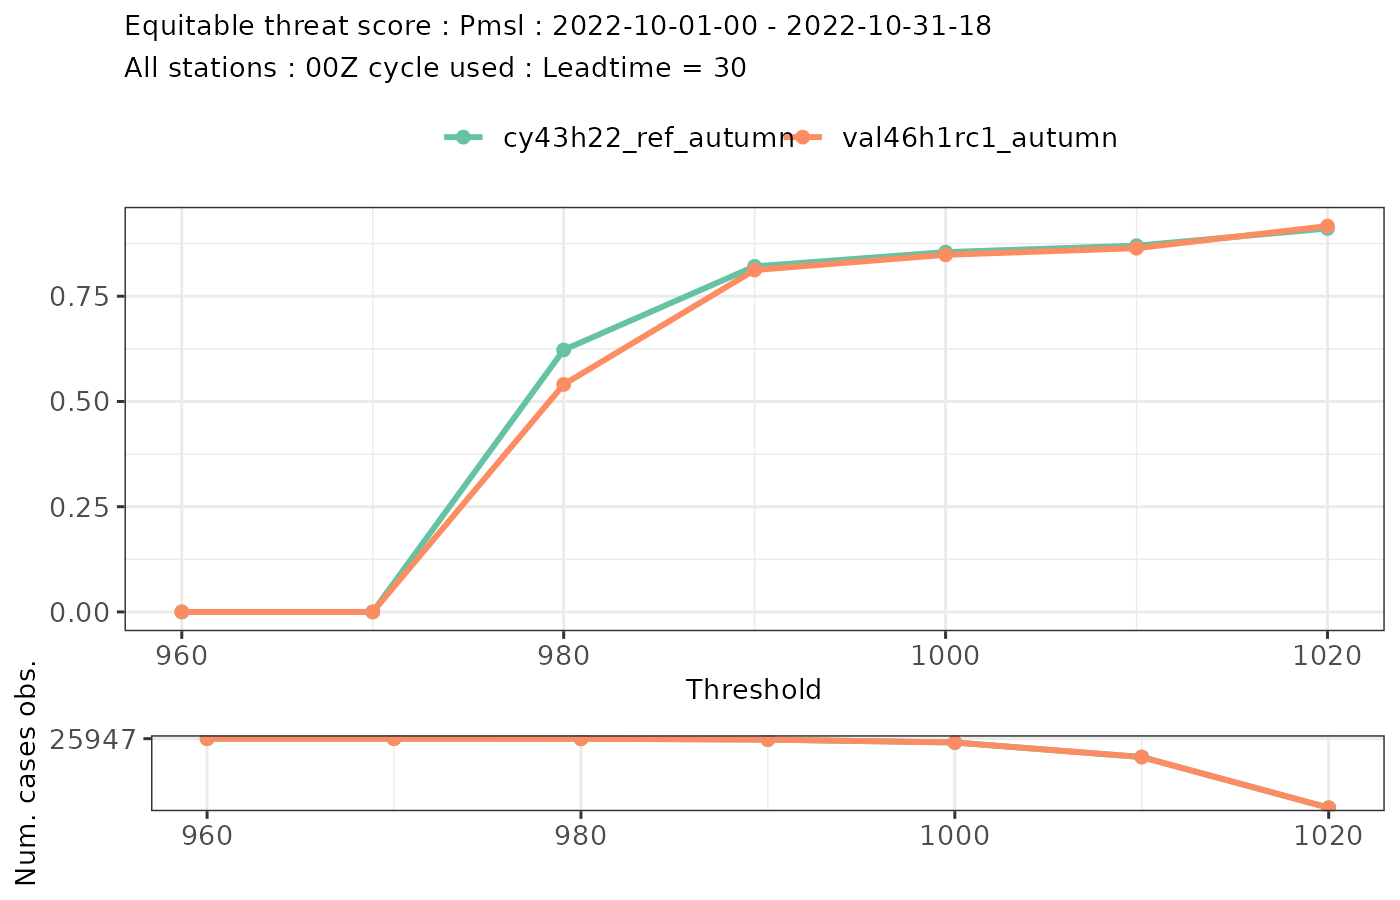 Equitable threat score : Pmsl : 2022-10-01-00 - 2022-10-31-18
All stations : 00Z cycle used : Leadtime = 30
cy43h22_ref_autumn val46h1rc1_autumn
0.75
0.50
0.25
0.00
960 980 1000 1020
Threshold
Num. cases obs.
25947
960 980 1000 1020